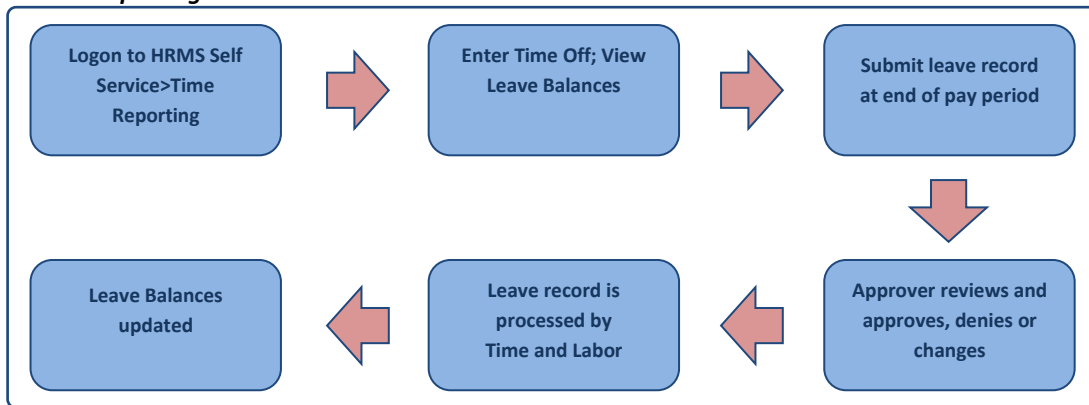 Logon to HRMS Self
Service>Time
Reporting
Enter Time Off; View
Leave Balances
Submit leave record
at end of pay period
Approver reviews and
approves, denies or
changes
Leave record is
processed by
Time and Labor
Leave Balances
updated